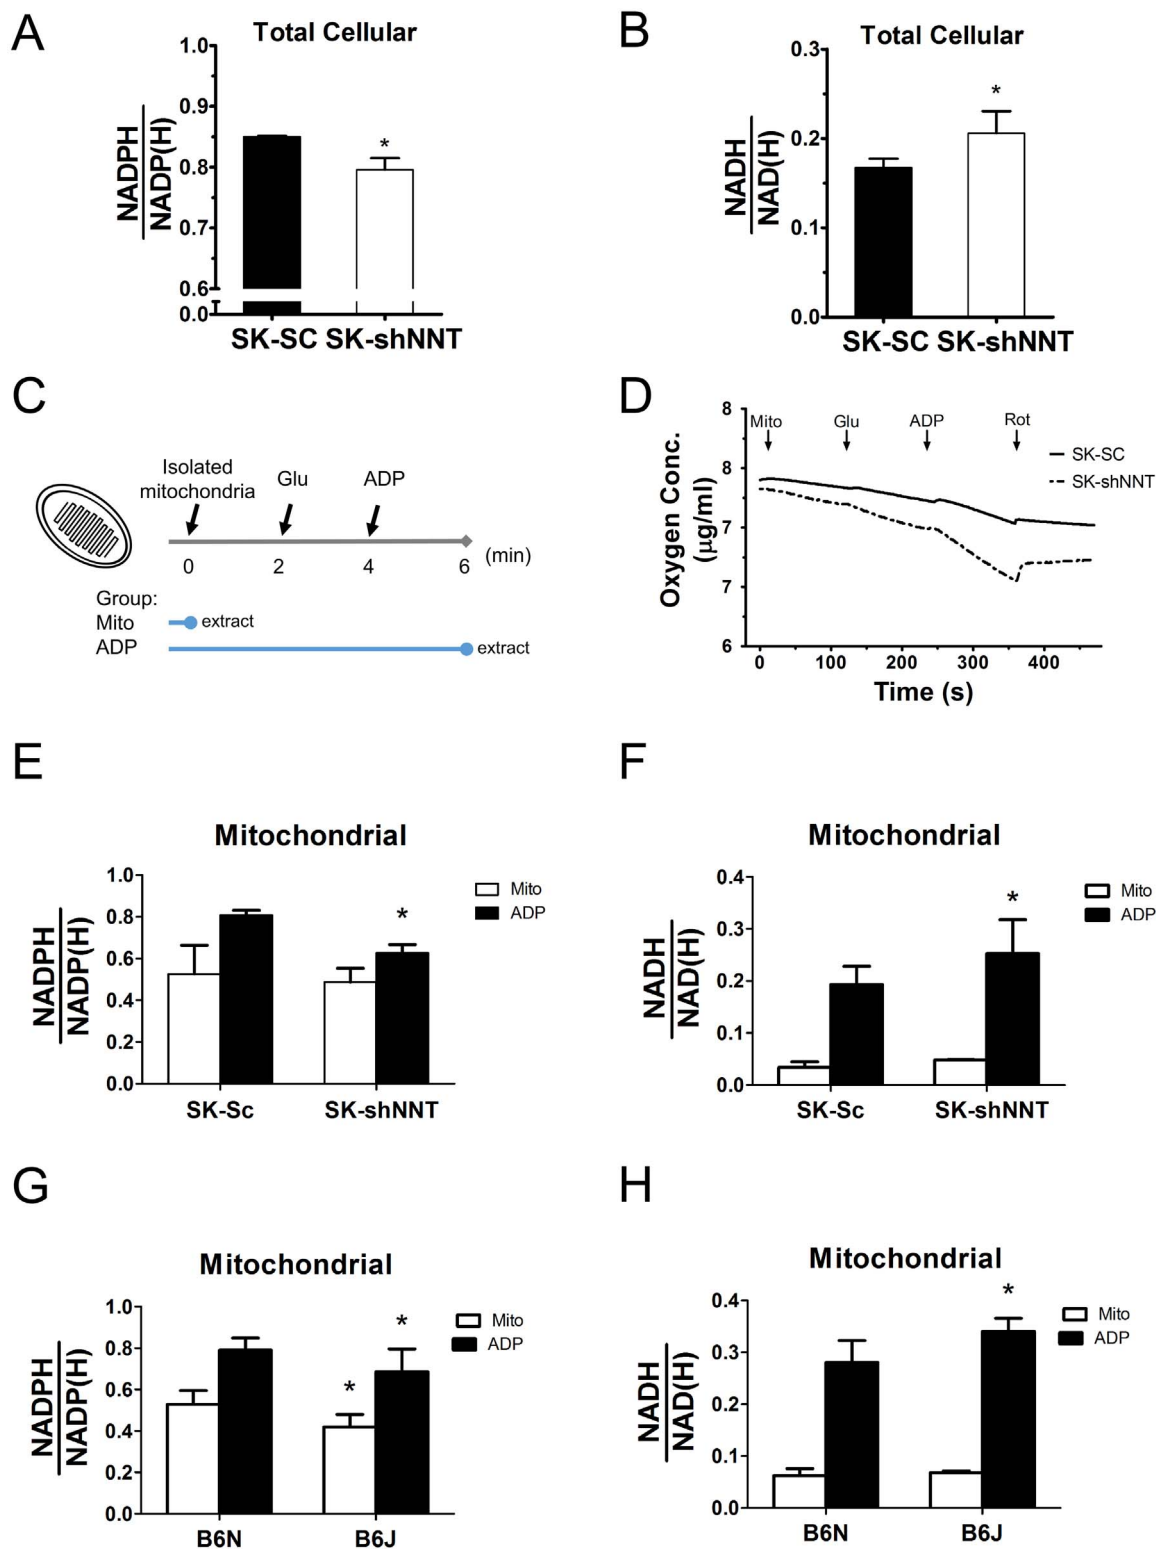 A
Total Cellular
NADPH
NADP(H)
1.0
0.9
0.8
0.7
0.6
0.0
*
SK-SC SK-shNNT
B
Total Cellular
NADH
NAD(H)
0.3
0.2
0.1
0.0
*
SK-SC SK-shNNT
C
Isolated
mitochondria
Glu
ADP
0 2 4 6 (min)
Group:
Mito extract
ADP extract
D
Oxygen Conc.
(µg/ml)
8
8
7
7
6
Mito Glu ADP Rot
SK-SC
SK-shNNT
0 100 200 300 400
Time (s)
E
Mitochondrial
NADPH
NADP(H)
1.0
0.8
0.6
0.4
0.2
0.0
*
Mito
ADP
SK-Sc SK-shNNT
F
Mitochondrial
NADH
NAD(H)
0.4
0.3
0.2
0.1
0.0
*
Mito
ADP
SK-Sc SK-shNNT
G
Mitochondrial
NADPH
NADP(H)
1.0
0.8
0.6
0.4
0.2
0.0
*
*
Mito
ADP
B6N B6J
H
Mitochondrial
NADH
NAD(H)
0.4
0.3
0.2
0.1
0.0
*
Mito
ADP
B6N B6J